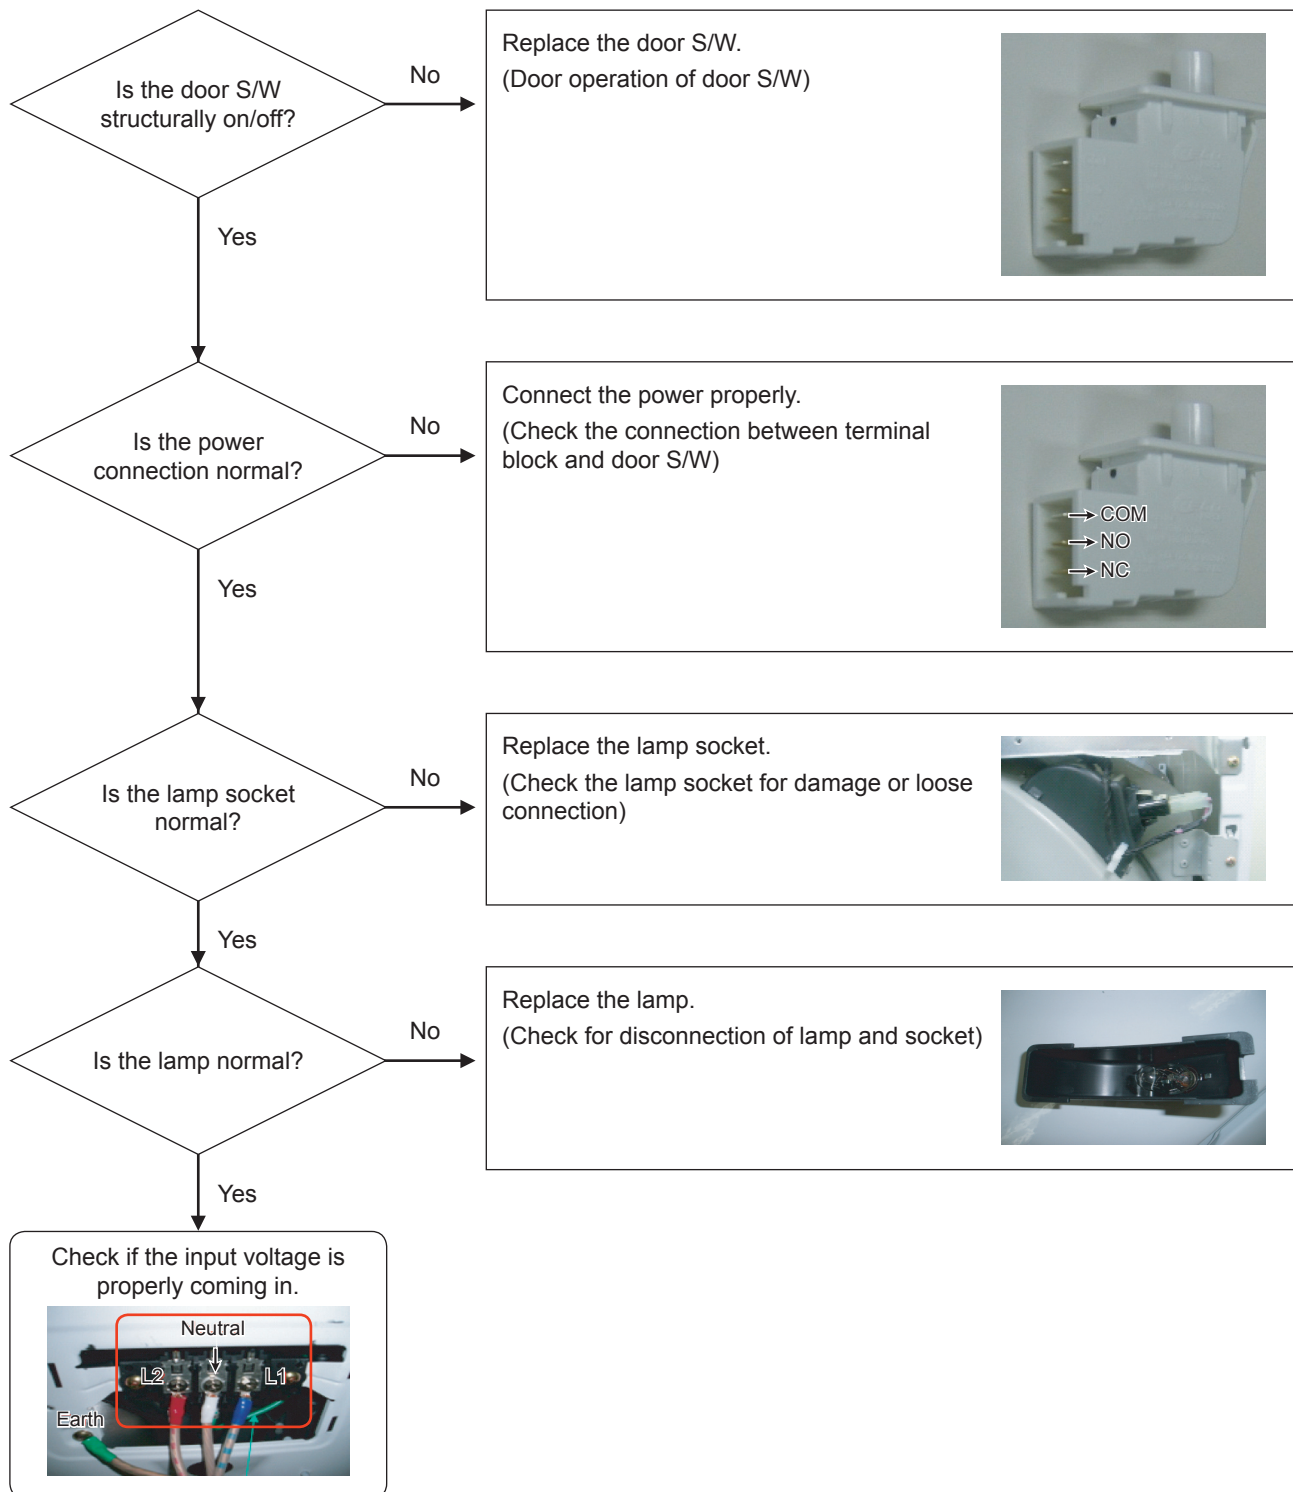 Is the door S/W
structurally on/off?
No
Replace the door S/W.
(Door operation of door S/W)
Yes
Is the power
connection normal?
No
Connect the power properly.
(Check the connection between terminal
block and door S/W)
COM
NO
NC
Yes
Is the lamp socket
normal?
No
Replace the lamp socket.
(Check the lamp socket for damage or loose
connection)
Yes
Is the lamp normal?
No
Replace the lamp.
(Check for disconnection of lamp and socket)
Yes
Check if the input voltage is
properly coming in.
Neutral
L2
L1
Earth